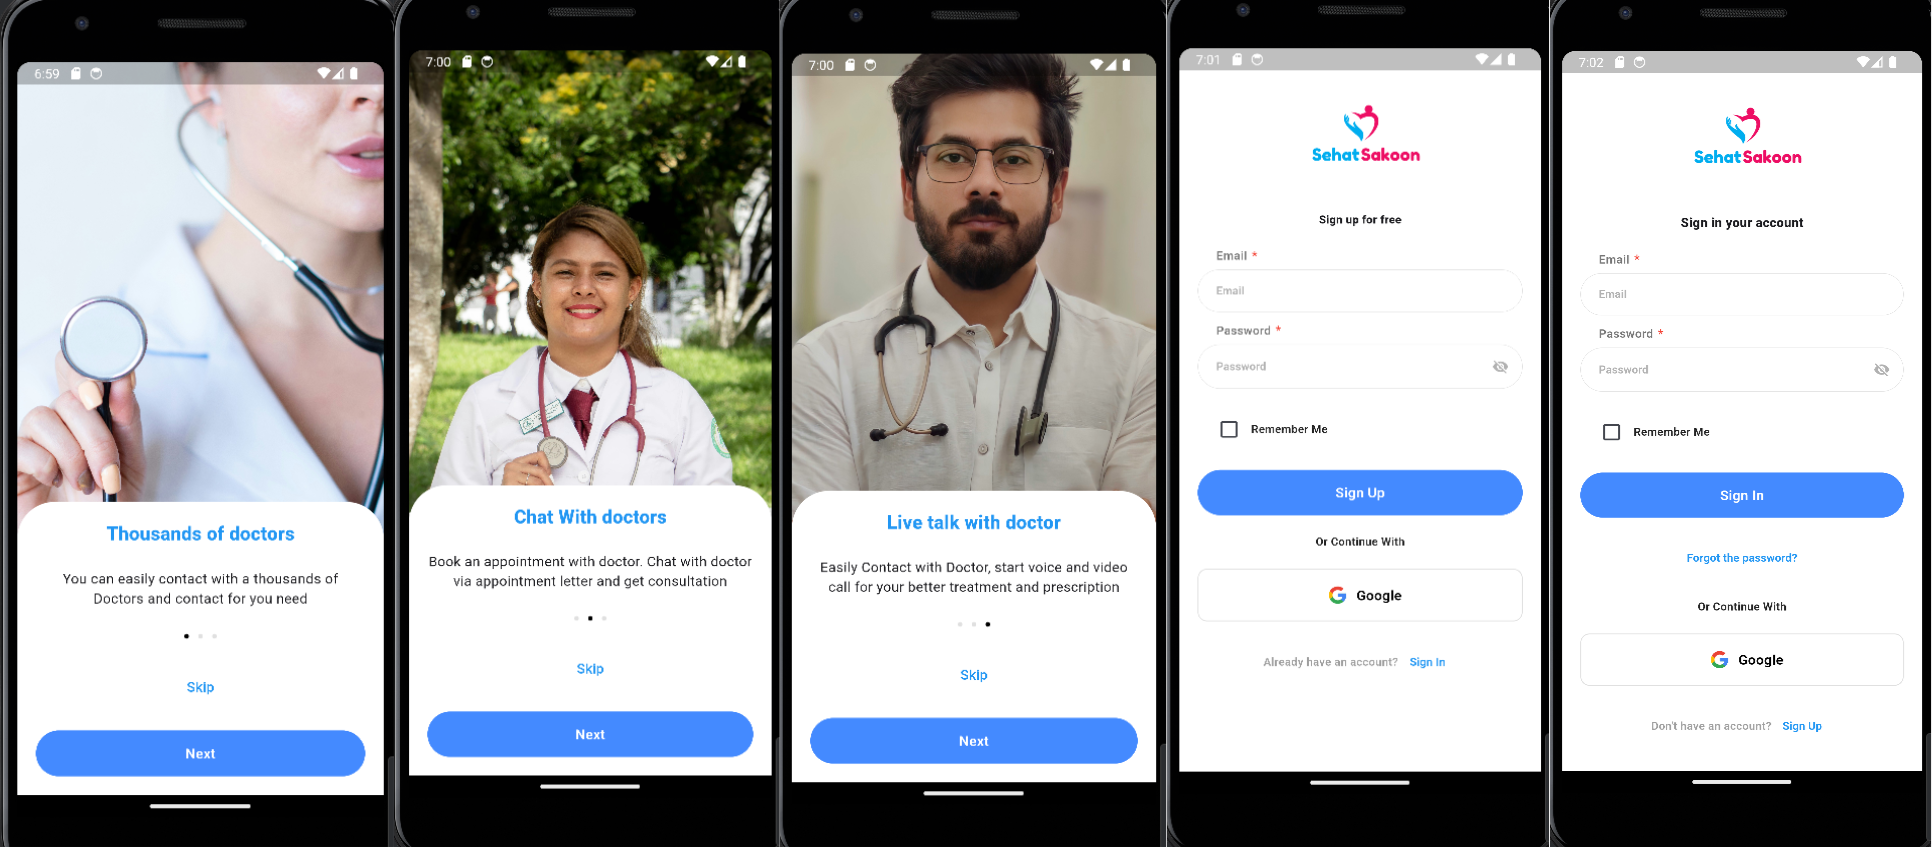 6:59
Thousands of doctors
You can easily contact with a thousands of
Doctors and contact for you need
Skip
Next
7:00
Chat With doctors
Book an appointment with doctor. Chat with doctor
via appointment letter and get consultation
Skip
Next
7:00
Live talk with doctor
Easily Contact with Doctor, start voice and video
call for your better treatment and prescription
Skip
Next
7:01
SehatSakoon
Sign up for free
Email *
Email
Password *
Password
Remember Me
Sign Up
Or Continue With
Google
Already have an account? Sign In
7:02
SehatSakoon
Sign in your account
Email *
Email
Password *
Password
Remember Me
Sign In
Forgot the password?
Or Continue With
Google
Don't have an account? Sign Up